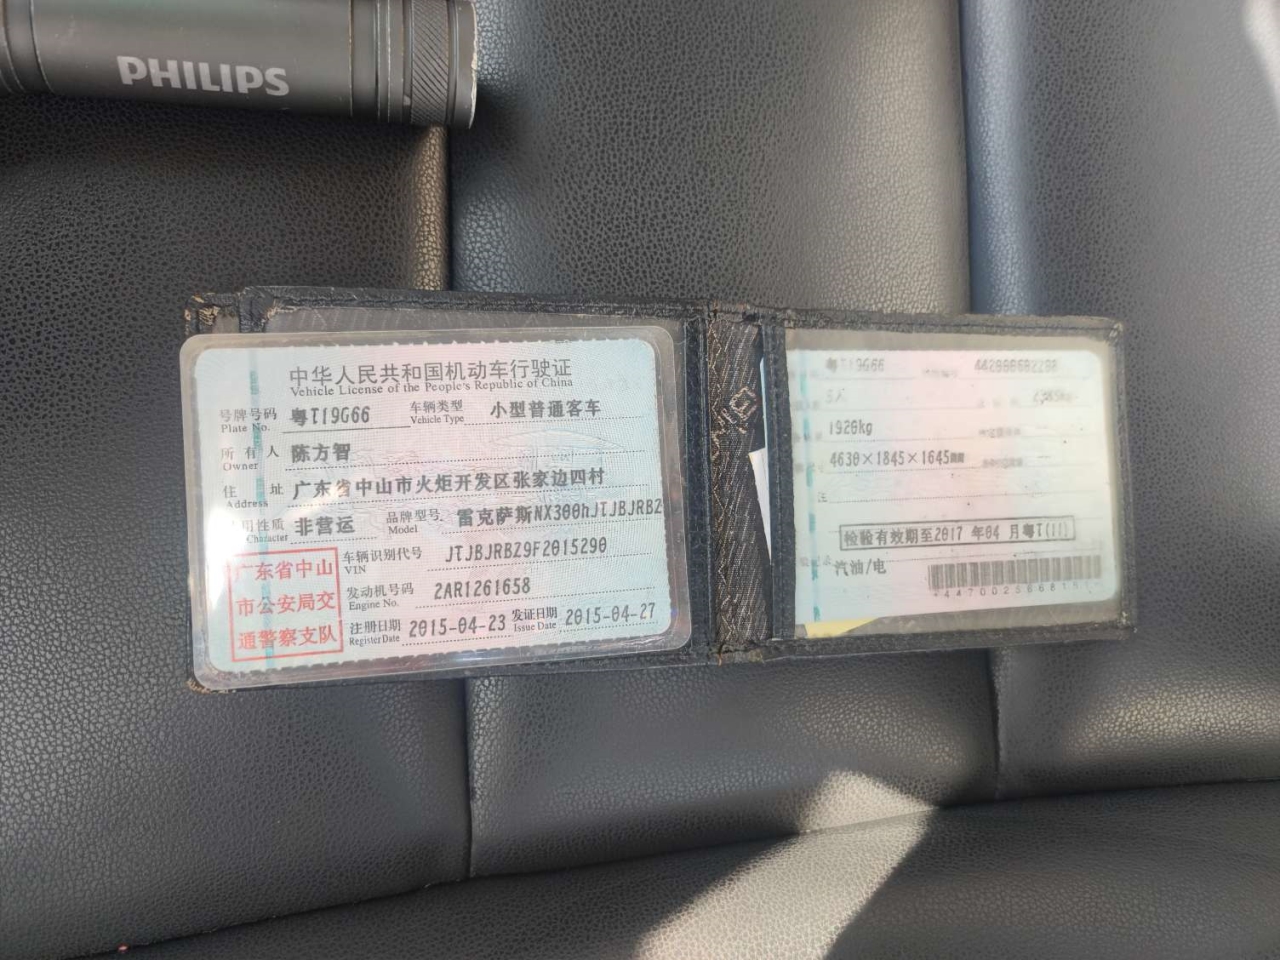 PHILIPS
中华人民共和国机动车行驶证
Vehicle License of the People's Republic of China
号牌号码 粤T19G66 车辆类型 小型普通客车
Plate No. Vehicle Type
所有人 陈方智
Owner
住址 广东省中山市火炬开发区张家边四村
Address
用性质 非营运 品牌型号 雷克萨斯NX300hJTJBJRBZ
Character Model
车辆识别代号 JTJBJRBZ9F2015290
VIN
发动机号码 2AR1261658
Engine No.
注册日期 2015-04-23 发证日期 2015-04-27
Register Date Issue Date
广东省中山
市公安局交
通警察支队
粤T19G66
1920kg
4630×1845×1645mm
检验有效期至2017 年04 月粤T(11)
汽油/电